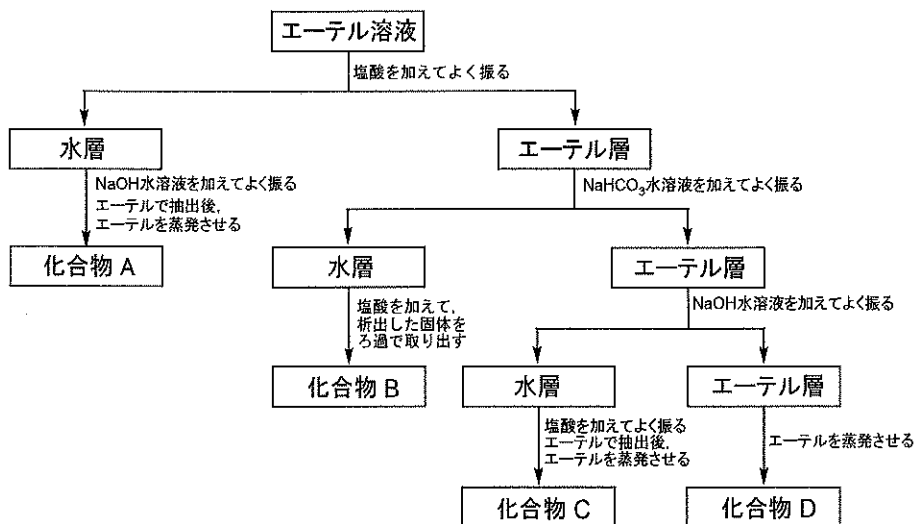 エーテル溶液
塩酸を加えてよく振る
水層
エーテル層
NaOH水溶液を加えてよく振る
エーテルで抽出後,
エーテルを蒸発させる
NaHCO₃水溶液を加えてよく振る
化合物 A
水層
エーテル層
塩酸を加えて,
析出した固体を
ろ過で取り出す
NaOH水溶液を加えてよく振る
化合物 B
水層
エーテル層
塩酸を加えてよく振る
エーテルで抽出後,
エーテルを蒸発させる
エーテルを蒸発させる
化合物 C
化合物 D